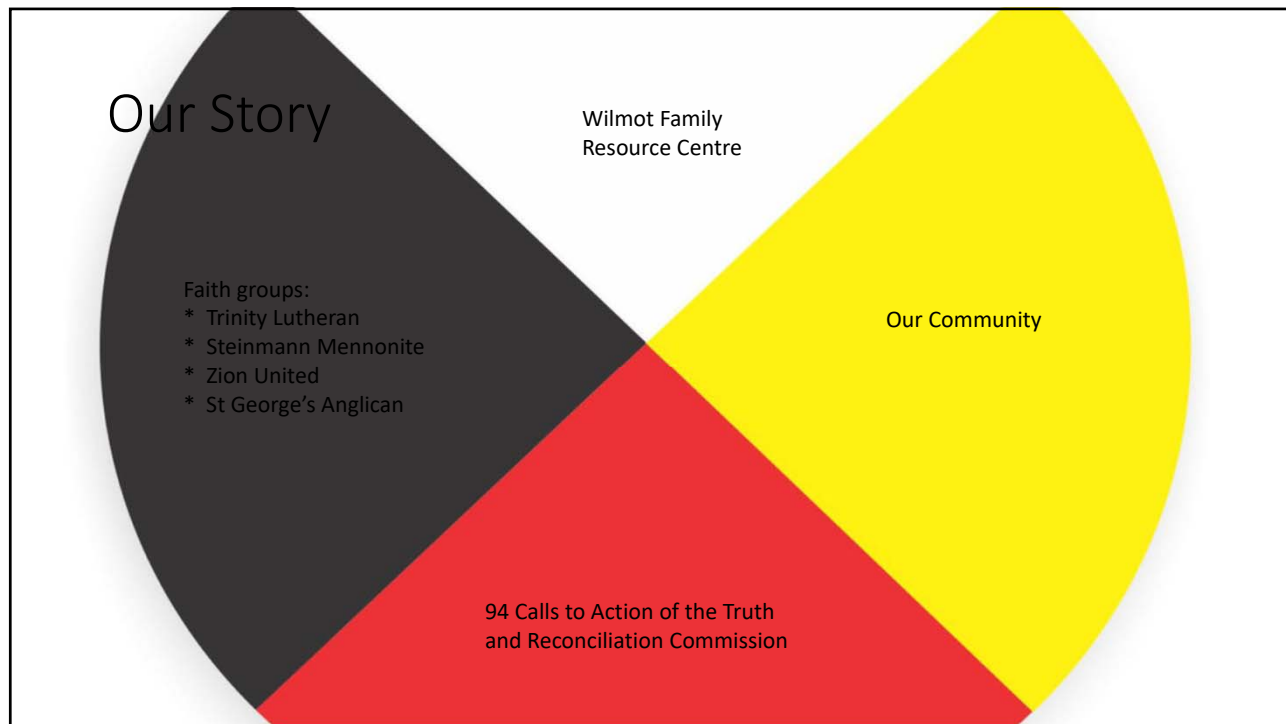 Our Story
Wilmot Family
Resource Centre
Faith groups:
* Trinity Lutheran
* Steinmann Mennonite
* Zion United
* St George’s Anglican
Our Community
94 Calls to Action of the Truth
and Reconciliation Commission